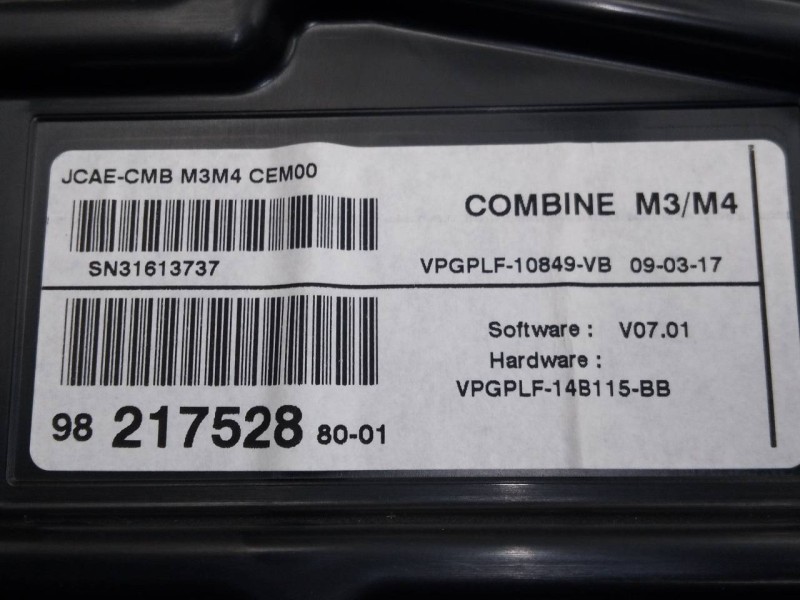 JCAE-CMB M3M4 CEM00
COMBINE M3/M4
SN31613737
VPGPLF-10849-VB 09-03-17
Software : V07.01
Hardware :
VPGPLF-14B115-BB
98 217528 80-01